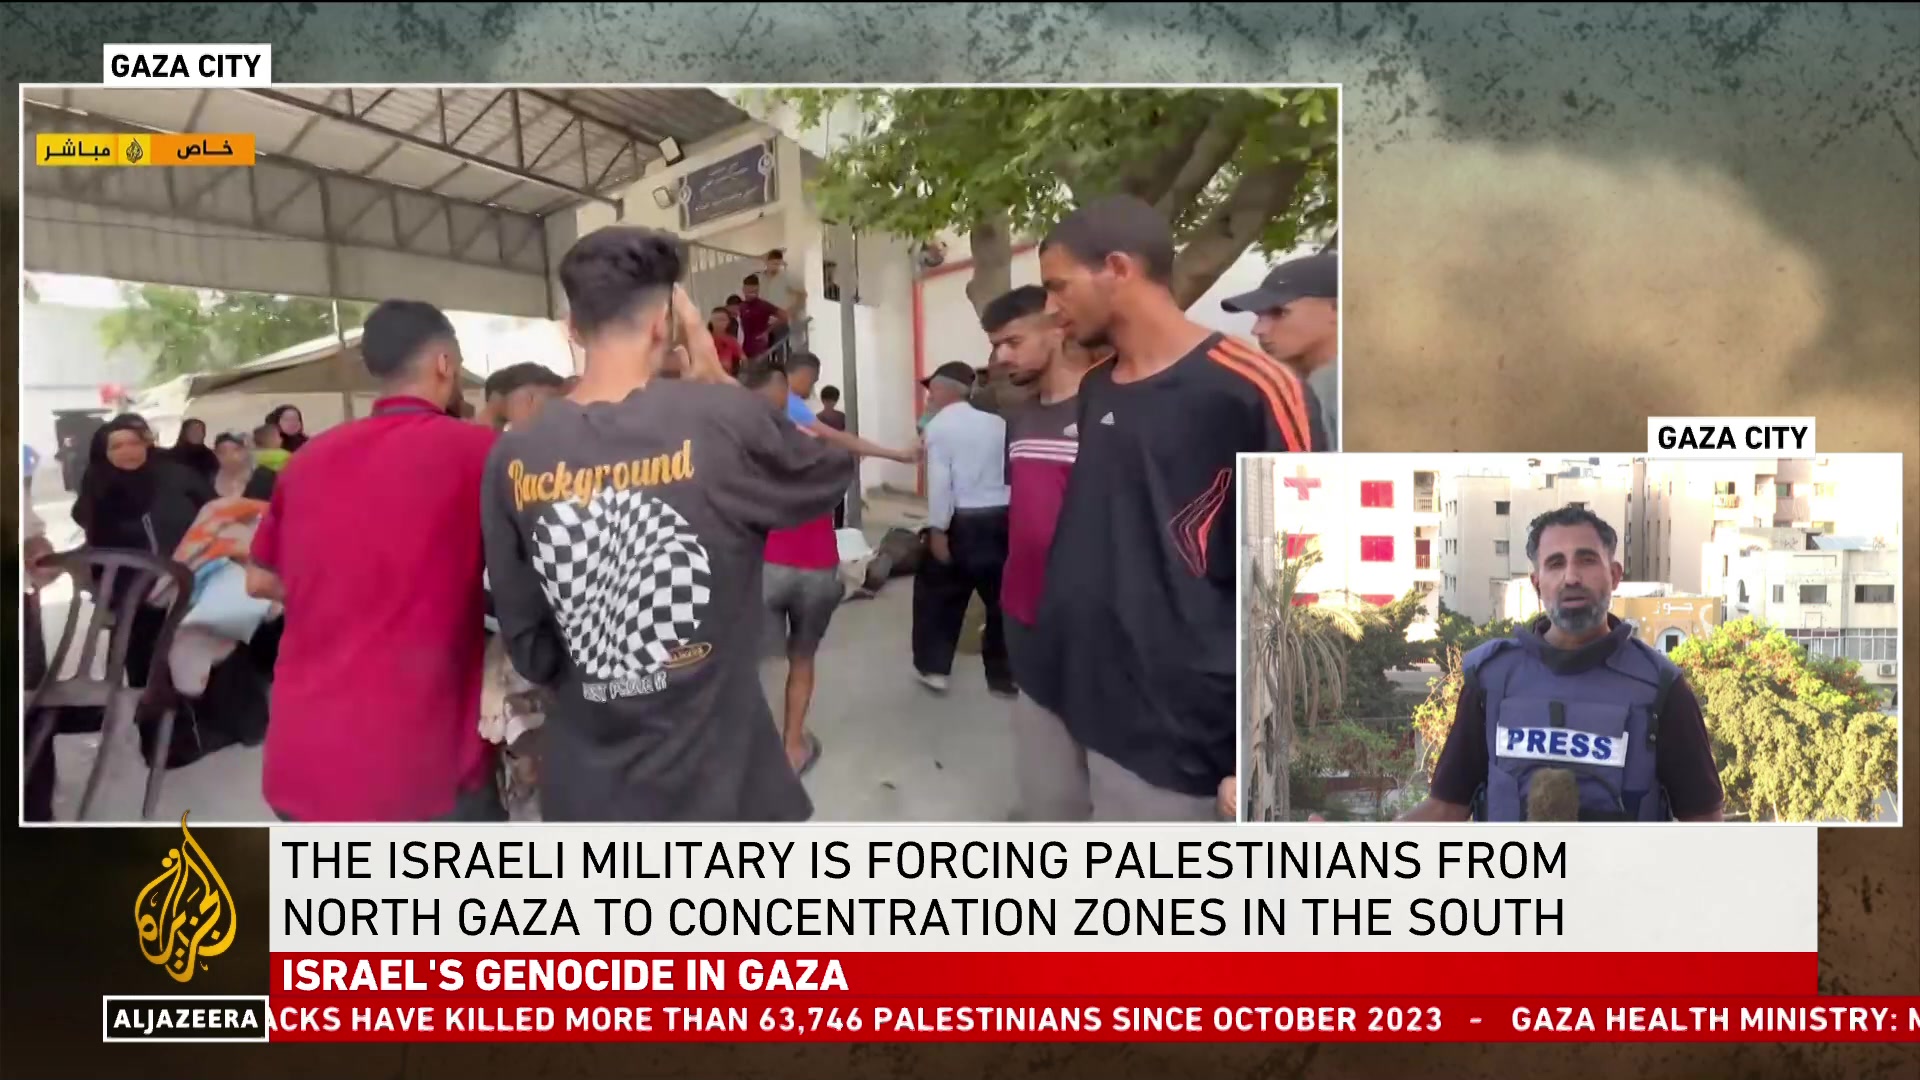 GAZA CITY
مباشر
خاص
Background
GAZA CITY
PRESS
THE ISRAELI MILITARY IS FORCING PALESTINIANS FROM
NORTH GAZA TO CONCENTRATION ZONES IN THE SOUTH
ISRAEL'S GENOCIDE IN GAZA
الجزيرة
ALJAZEERA
ACKS HAVE KILLED MORE THAN 63,746 PALESTINIANS SINCE OCTOBER 2023 - GAZA HEALTH MINISTRY: